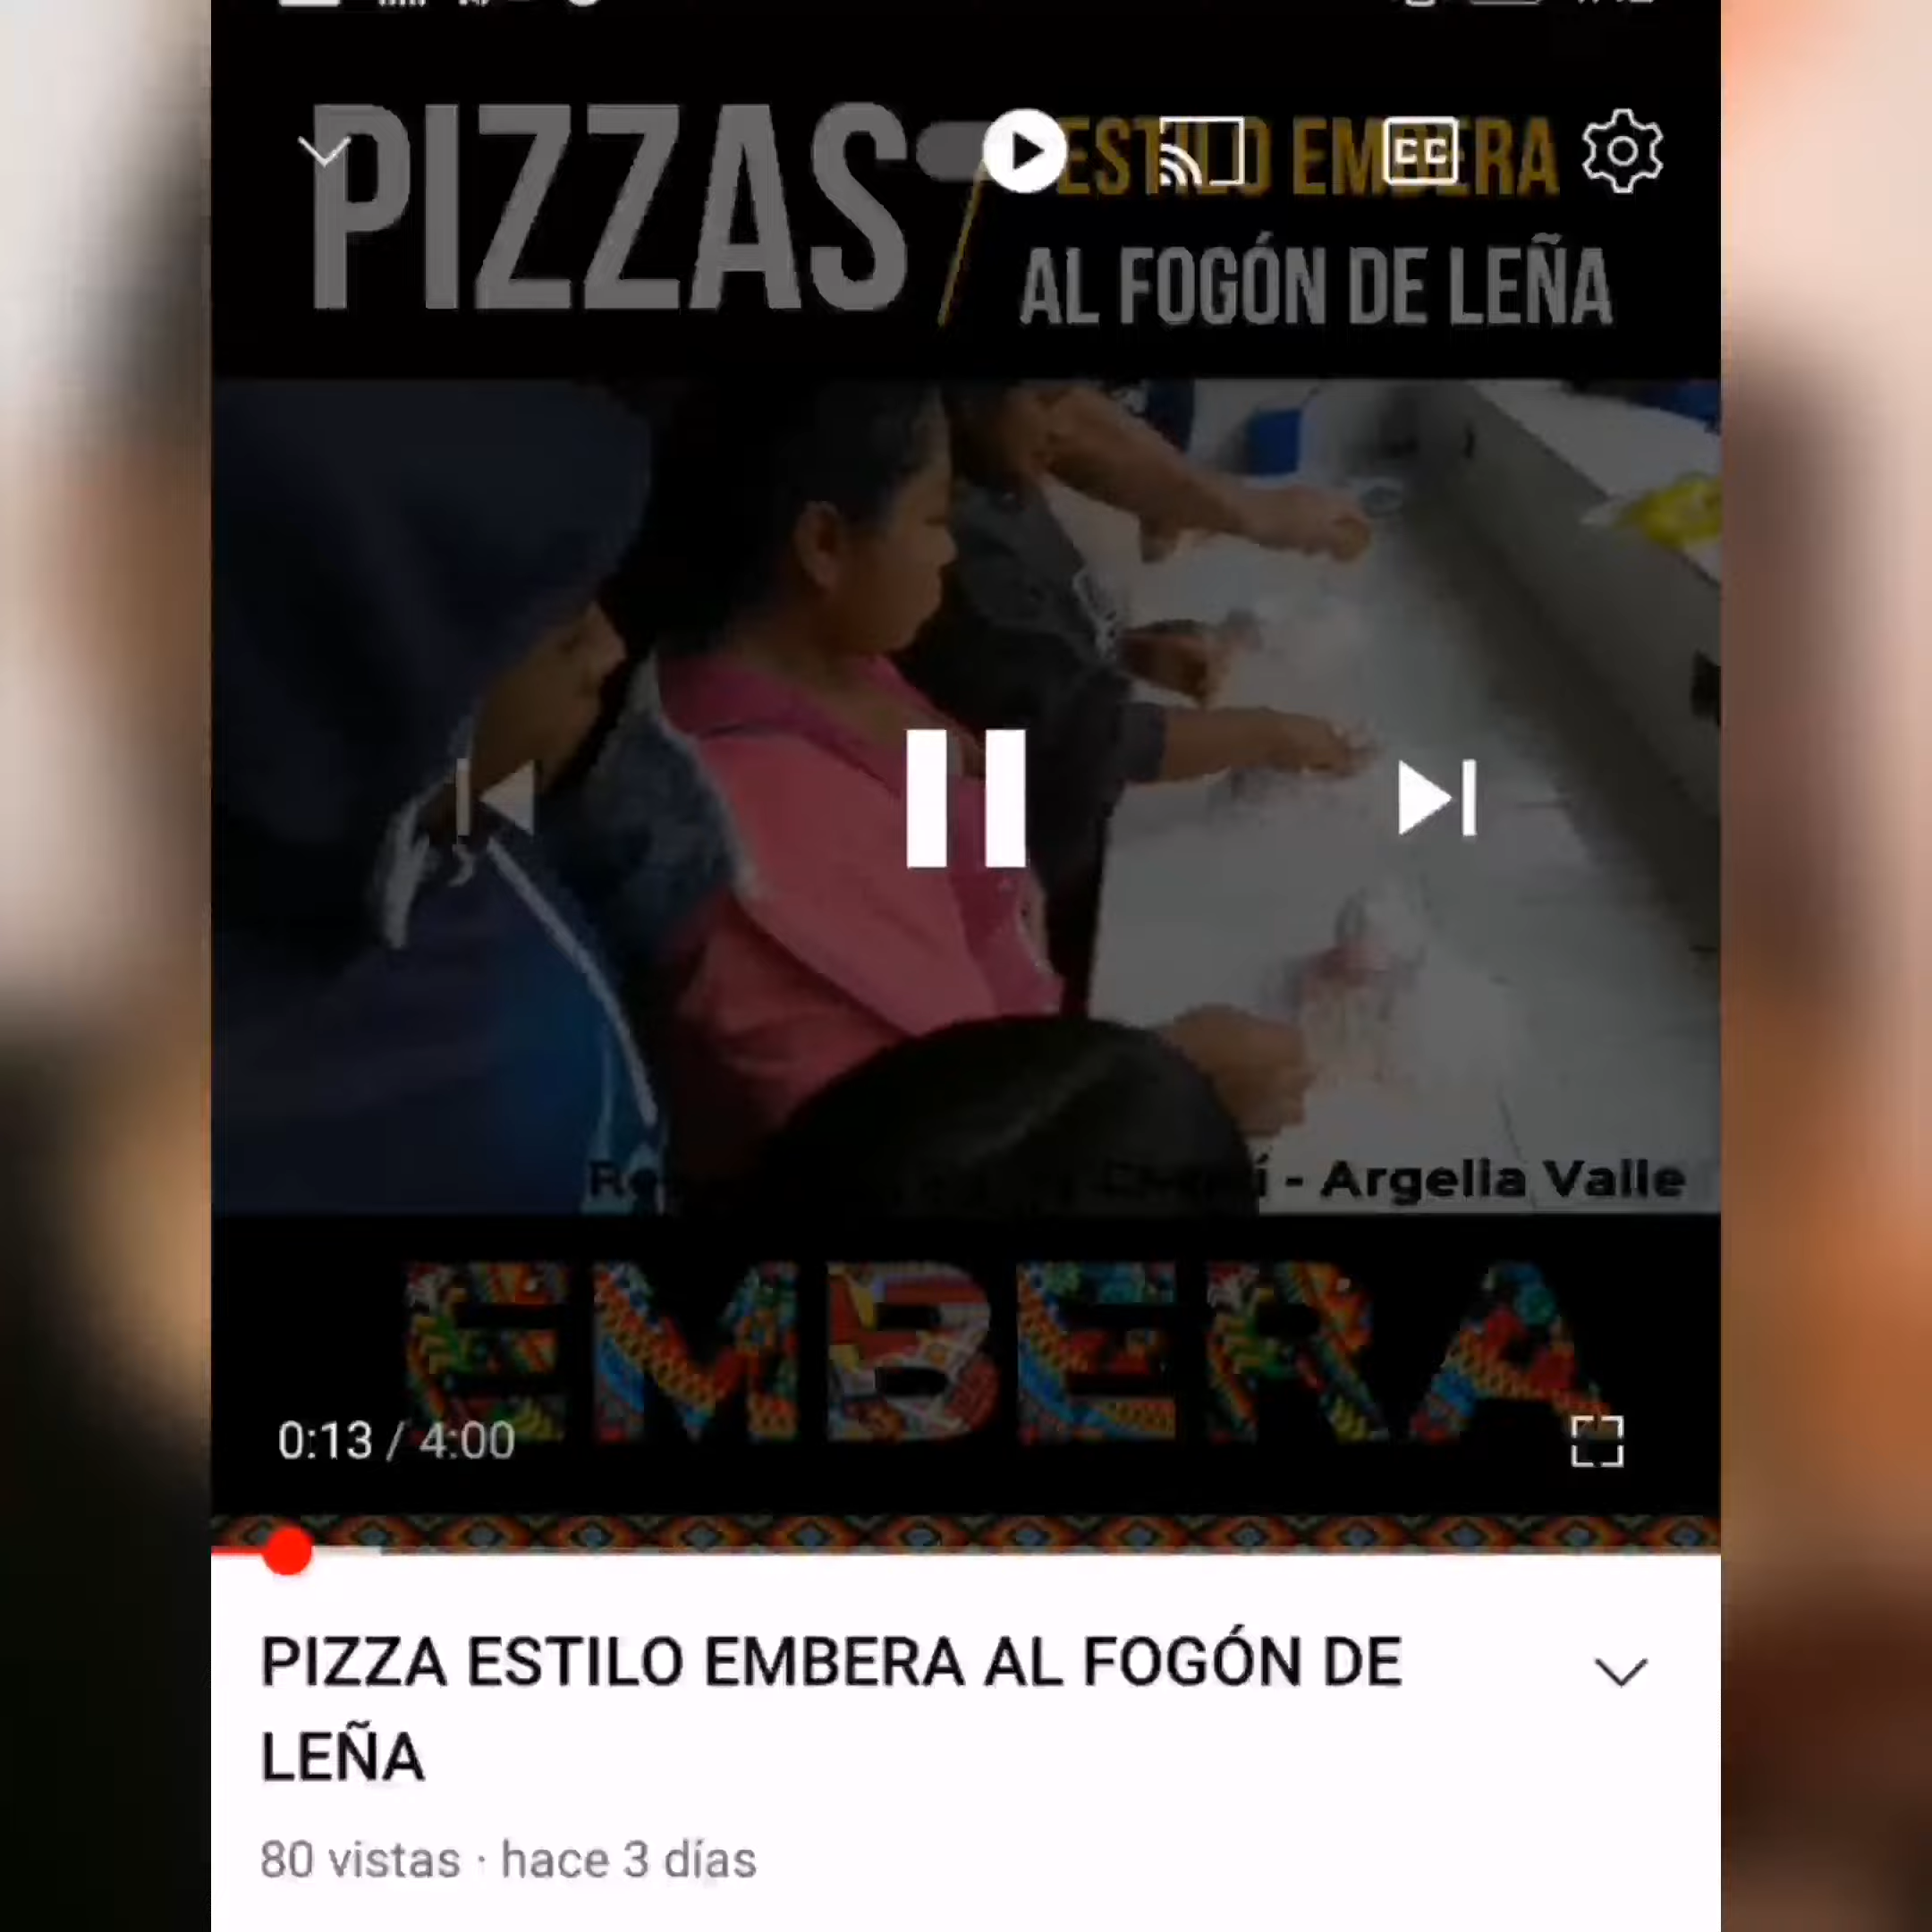 PIZZAS
ESTILO EMBERA
AL FOGÓN DE LEÑA
CC
- Argelia Valle
EMBERA
0:13 / 4:00
PIZZA ESTILO EMBERA AL FOGÓN DE
LEÑA
80 vistas · hace 3 días